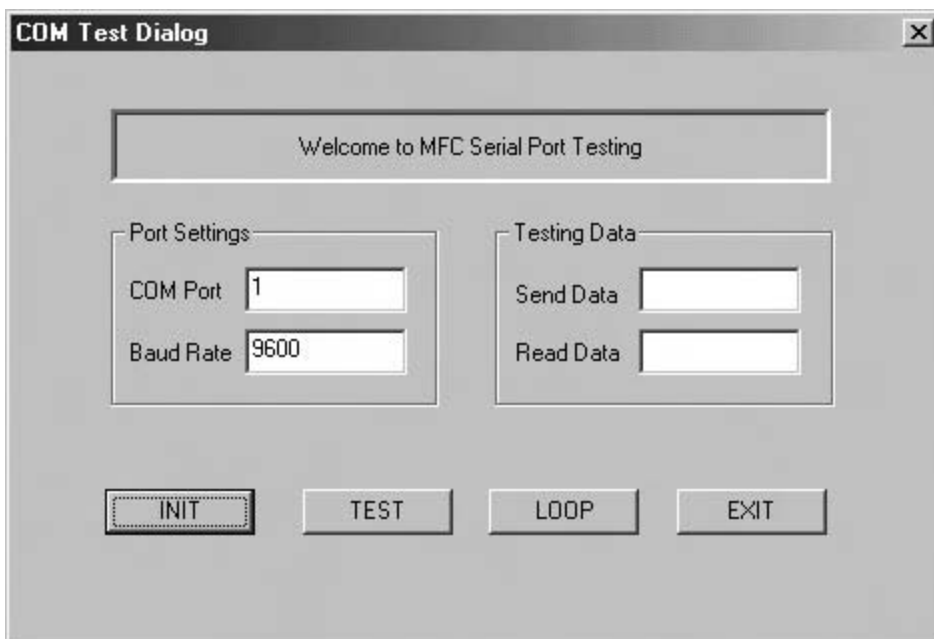 COM Test Dialog
Welcome to MFC Serial Port Testing
Port Settings
COM Port 1
Baud Rate 9600
Testing Data
Send Data
Read Data
INIT TEST LOOP EXIT